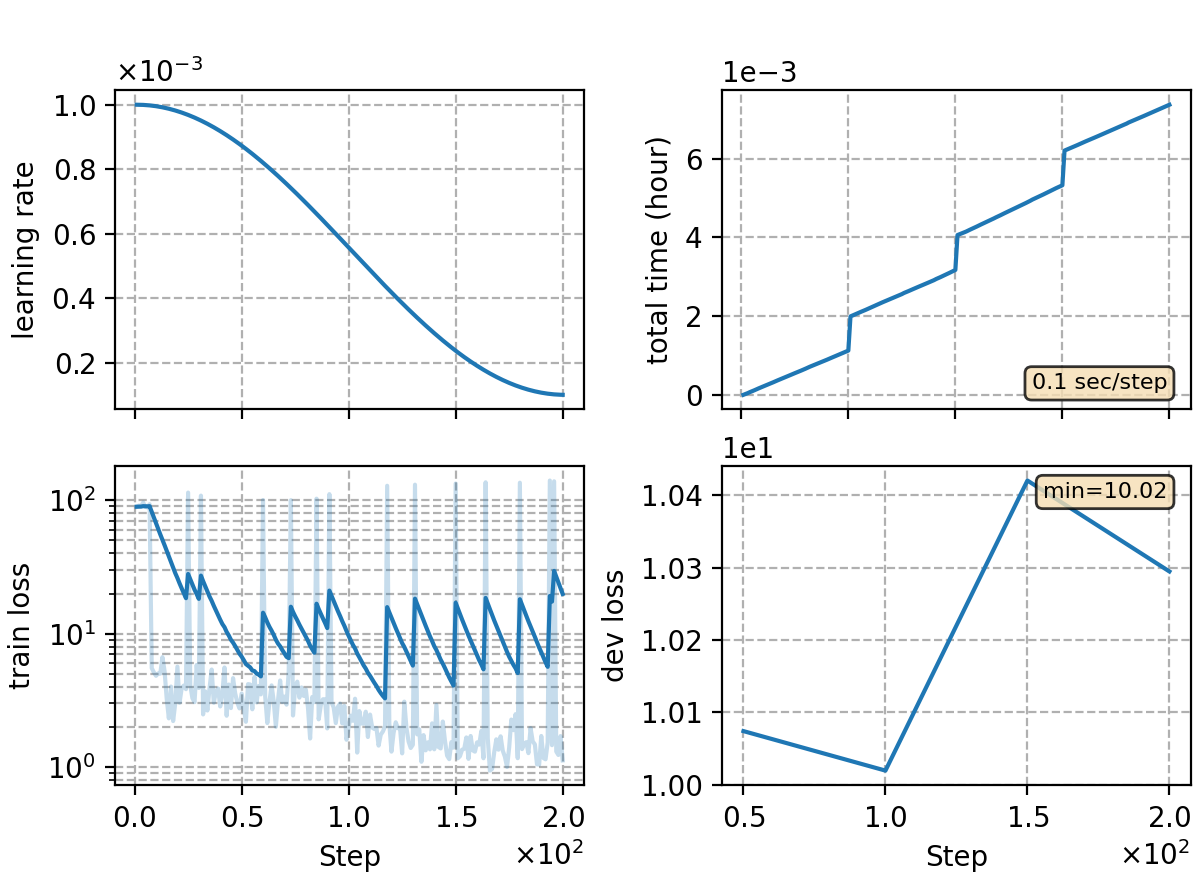 ×10⁻³
1.0
0.8
0.6
0.4
0.2
learning rate
1e−3
6
4
2
0
total time (hour)
0.1 sec/step
10²
10¹
10⁰
train loss
0.0 0.5 1.0 1.5 2.0
Step
×10²
1e1
1.04
1.03
1.02
1.01
1.00
dev loss
min=10.02
0.5 1.0 1.5 2.0
Step
×10²